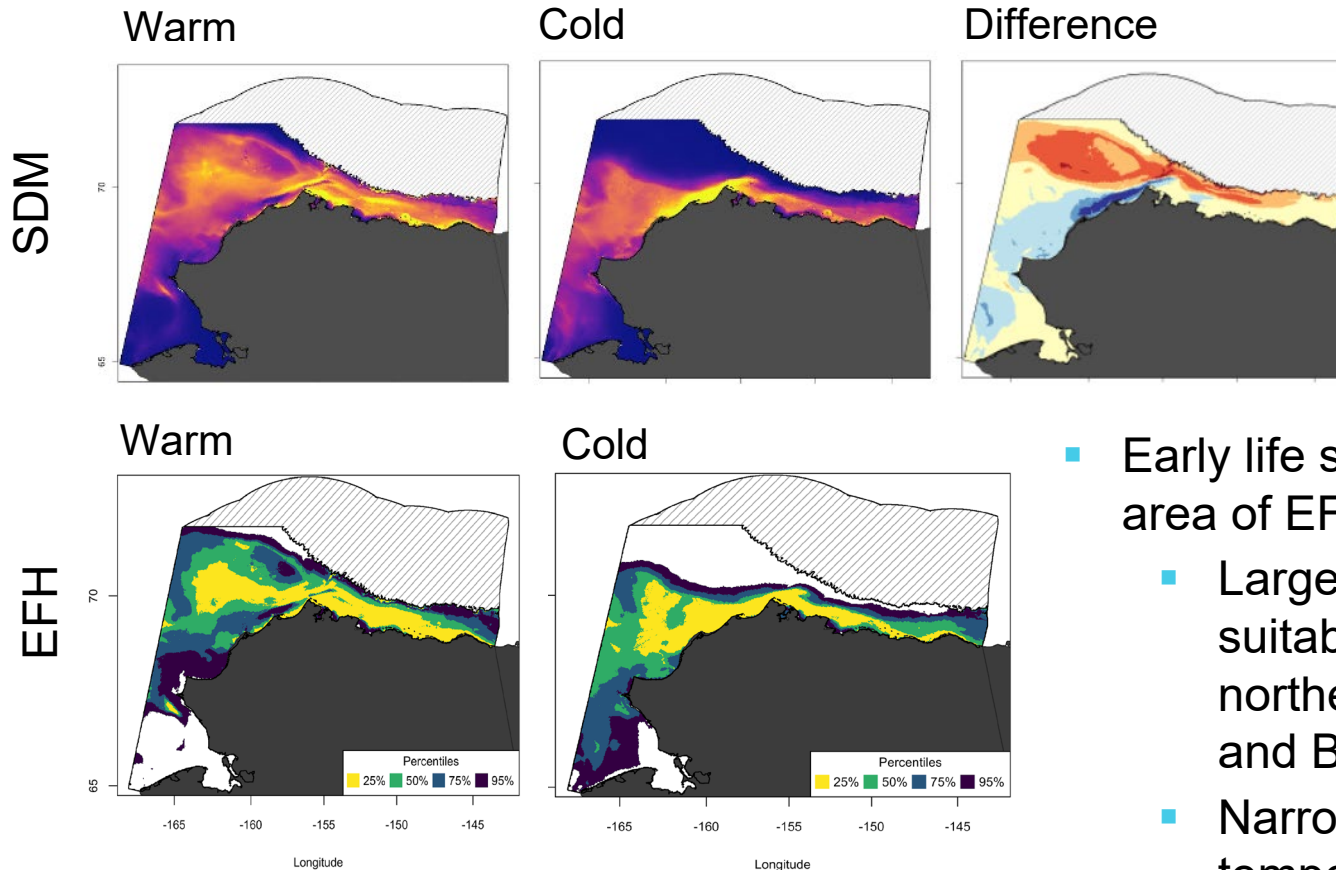 Warm
Cold
Difference
SDM
70
65
Warm
Cold
EFH
70
65
Percentiles
25% 50% 75% 95%
Percentiles
25% 50% 75% 95%
-165 -160 -155 -150 -145
-165 -160 -155 -150 -145
Longitude
Longitude
Early life s
area of
Large
suitab
northe
and B
Narro